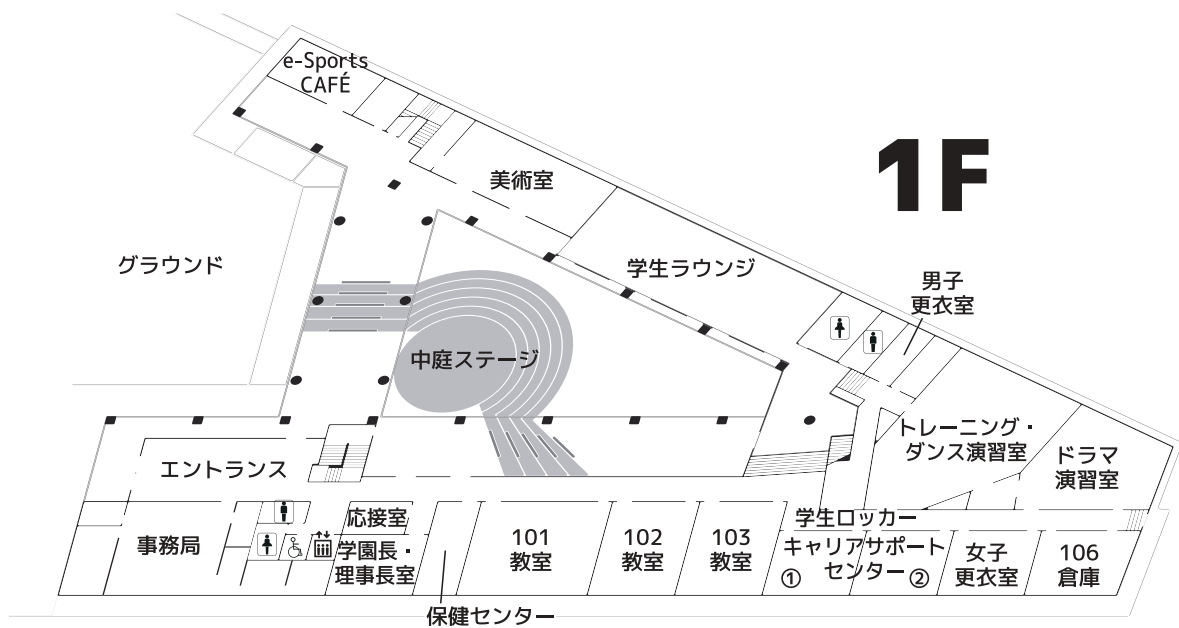 e-Sports
CAFÉ
1F
美術室
グラウンド
学生ラウンジ
男子
更衣室
中庭ステージ
トレーニング・
ダンス演習室
ドラマ
演習室
エントランス
応接室
学生ロッカー
事務局
学園長・
理事長室
101
教室
102
教室
103
教室
キャリアサポート
センター
①
②
女子
更衣室
106
倉庫
保健センター